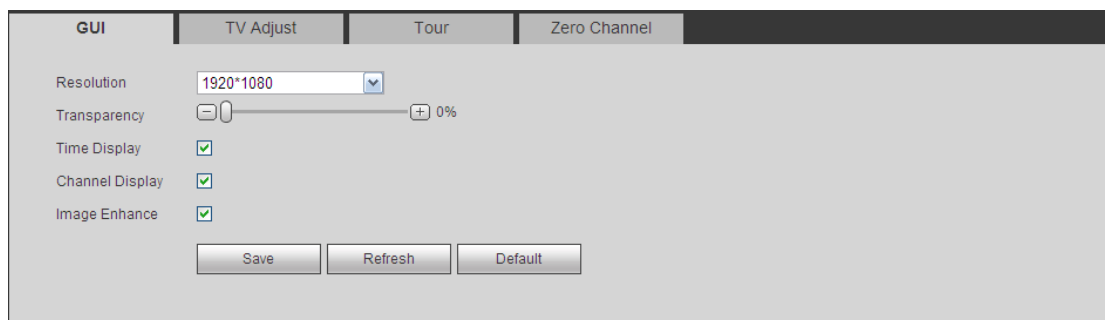 GUI TV Adjust Tour Zero Channel
Resolution 1920*1080
Transparency 0%
Time Display
Channel Display
Image Enhance
Save Refresh Default